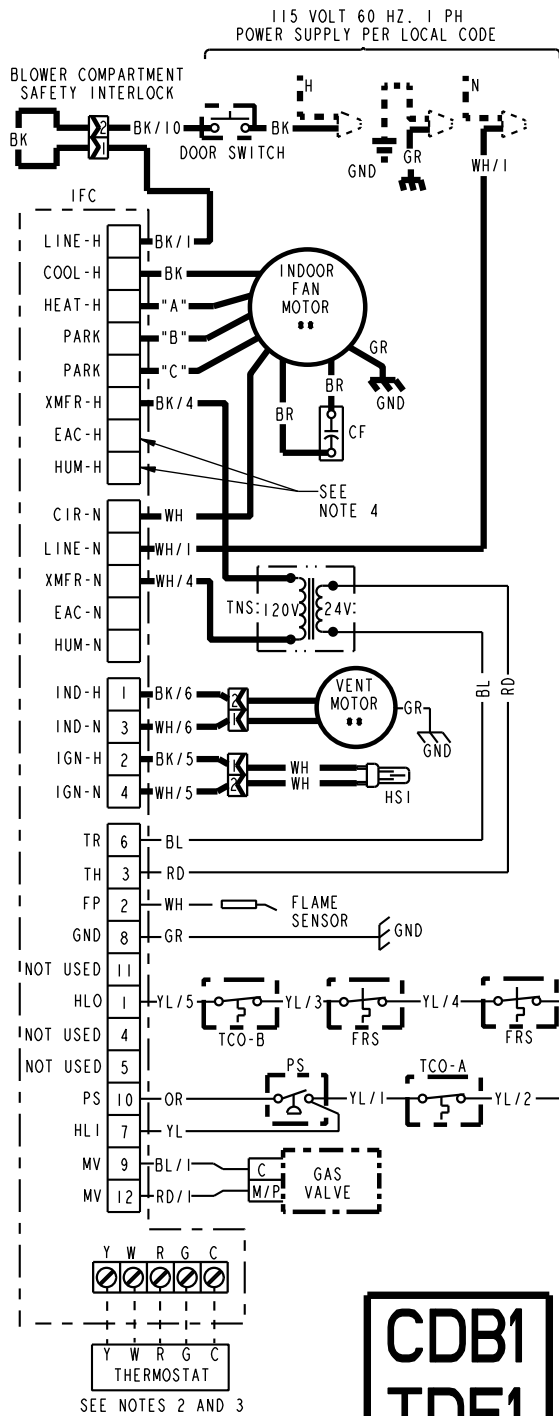 115 VOLT 60 HZ. 1 PH
POWER SUPPLY PER LOCAL CODE
BLOWER COMPARTMENT
SAFETY INTERLOCK
H
N
BK
2
1
BK/10
BK
DOOR SWITCH
GND
GR
WH/1
IFC
LINE-H
BK/1
COOL-H
BK
INDOOR
FAN
MOTOR
**
HEAT-H
"A"
PARK
"B"
PARK
"C"
GR
GND
XMFR-H
BK/4
BR
BR
CF
EAC-H
HUM-H
SEE
NOTE 4
CIR-N
WH
LINE-N
WH/1
XMFR-N
WH/4
TNS:
120V
24V
EAC-N
HUM-N
BL
RD
IND-H
1
BK/6
2
VENT
MOTOR
**
IND-N
3
WH/6
1
GR
GND
IGN-H
2
BK/5
1
WH
IGN-N
4
WH/5
2
WH
HSI
TR
6
BL
TH
3
RD
FP
2
WH
FLAME
SENSOR
GND
8
GR
GND
NOT USED
11
HLO
1
YL/5
TCO-B
YL/3
FRS
YL/4
FRS
NOT USED
4
NOT USED
5
PS
TCO-A
PS
10
OR
YL/1
YL/2
HLI
7
YL
MV
9
BL/1
C
GAS
VALVE
MV
12
RD/1
M/P
Y W R G C
Y W R G C
THERMOSTAT
SEE NOTES 2 AND 3
CDB1
TDE1